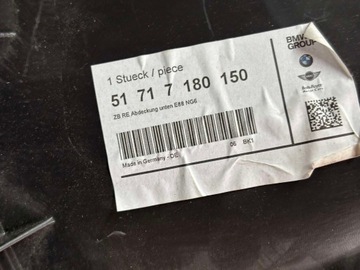 1 Stueck / piece
51 71 7 180 150
ZB RE Abdeckung unten E88 NG6
Made in Germany - DE
06 BK1
BMW
GROUP